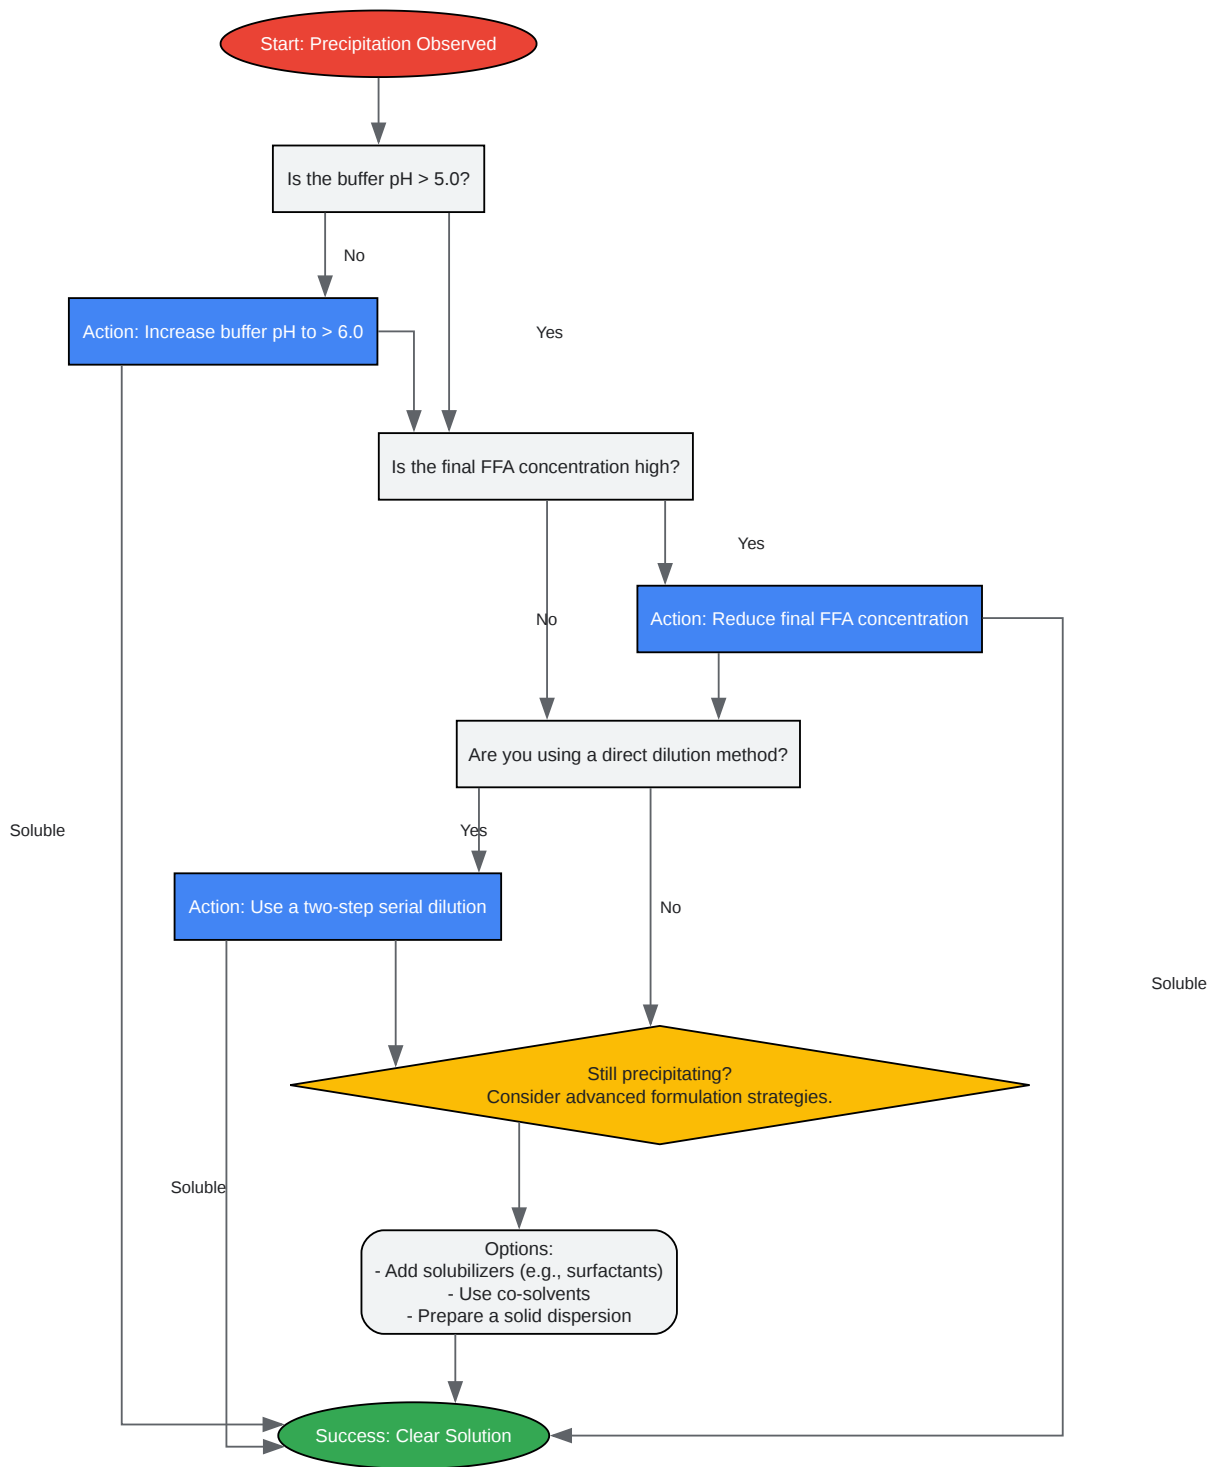 Start: Precipitation Observed
Is the buffer pH > 5.0?
No
Action: Increase buffer pH to > 6.0
Yes
Is the final FFA concentration high?
Yes
No
Action: Reduce final FFA concentration
Are you using a direct dilution method?
Soluble
Yes
Action: Use a two-step serial dilution
No
Soluble
Still precipitating?
Consider advanced formulation strategies.
Soluble
Options:
- Add solubilizers (e.g., surfactants)
- Use co-solvents
- Prepare a solid dispersion
Success: Clear Solution